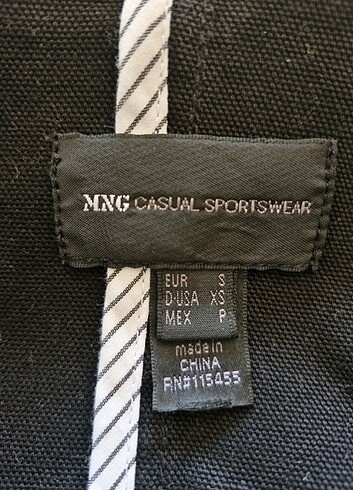 MNG CASUAL SPORTSWEAR
EUR S
D·USA XS
MEX P
made in
CHINA
RN#115455